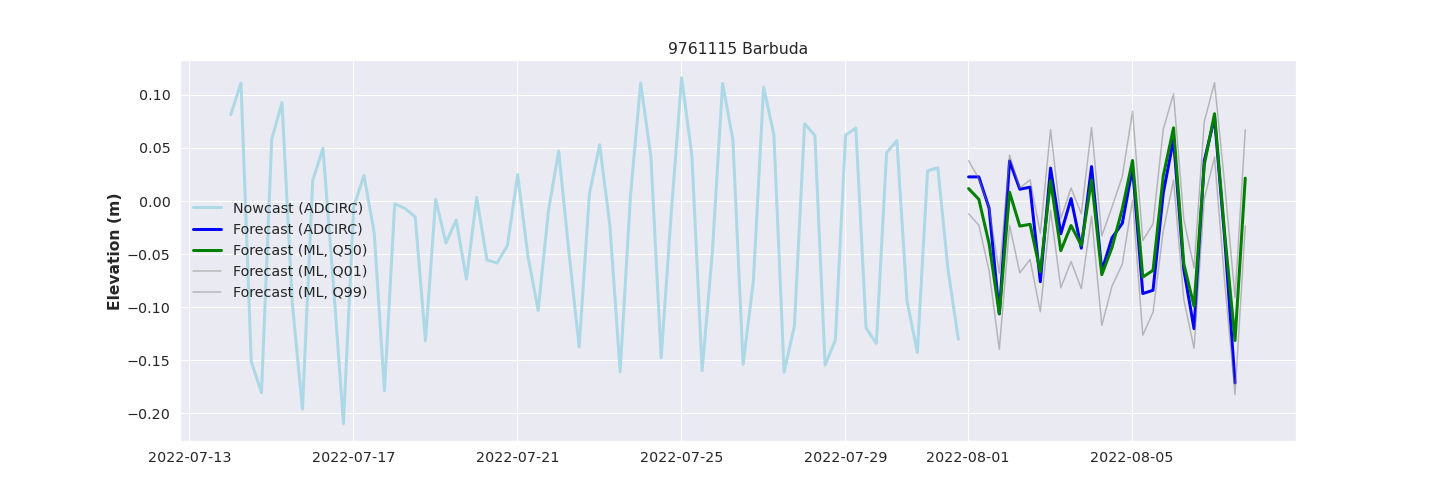 9761115 Barbuda
Elevation (m)
0.10
0.05
0.00
−0.05
−0.10
−0.15
−0.20
Nowcast (ADCIRC)
Forecast (ADCIRC)
Forecast (ML, Q50)
Forecast (ML, Q01)
Forecast (ML, Q99)
2022-07-13 2022-07-17 2022-07-21 2022-07-25 2022-07-29 2022-08-01 2022-08-05